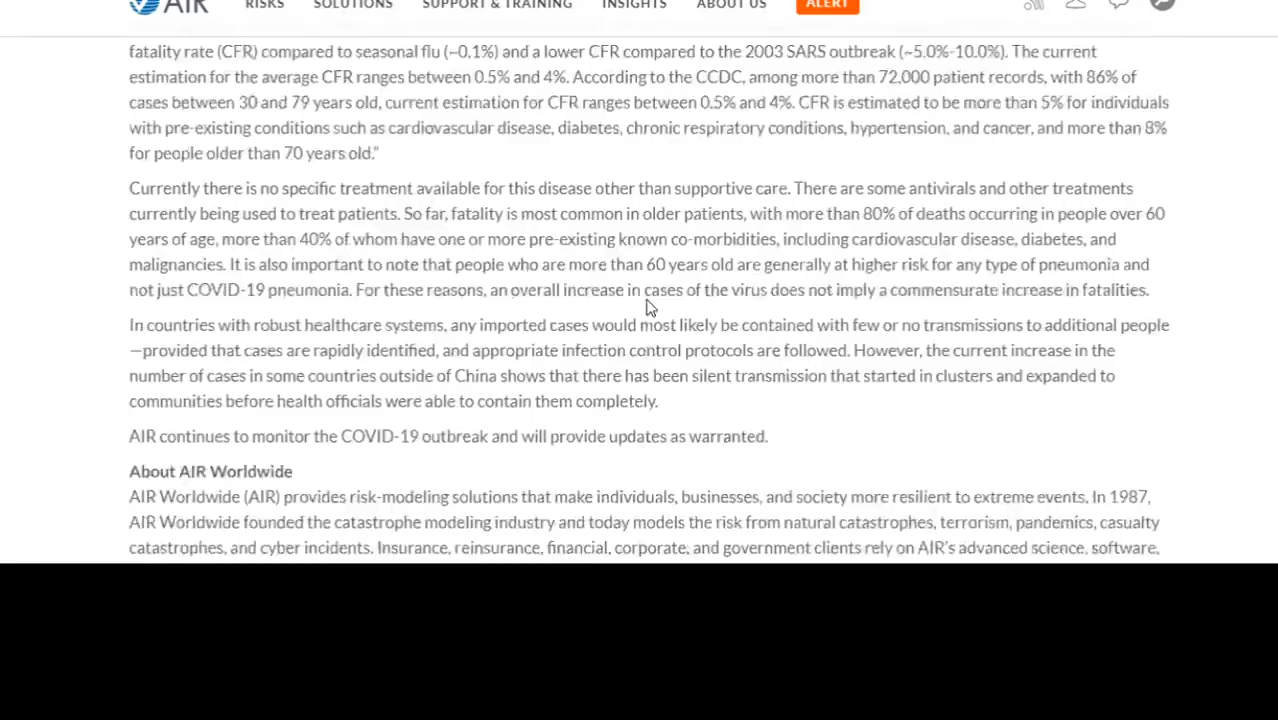 AIR RISKS SOLUTIONS SUPPORT & TRAINING INSIGHTS ABOUT US ALERT
fatality rate (CFR) compared to seasonal flu (~0.1%) and a lower CFR compared to the 2003 SARS outbreak (~5.0%-10.0%). The current
estimation for the average CFR ranges between 0.5% and 4%. According to the CCDC, among more than 72,000 patient records, with 86% of
cases between 30 and 79 years old, current estimation for CFR ranges between 0.5% and 4%. CFR is estimated to be more than 5% for individuals
with pre-existing conditions such as cardiovascular disease, diabetes, chronic respiratory conditions, hypertension, and cancer, and more than 8%
for people older than 70 years old."
Currently there is no specific treatment available for this disease other than supportive care. There are some antivirals and other treatments
currently being used to treat patients. So far, fatality is most common in older patients, with more than 80% of deaths occurring in people over 60
years of age, more than 40% of whom have one or more pre-existing known co-morbidities, including cardiovascular disease, diabetes, and
malignancies. It is also important to note that people who are more than 60 years old are generally at higher risk for any type of pneumonia and
not just COVID-19 pneumonia. For these reasons, an overall increase in cases of the virus does not imply a commensurate increase in fatalities.
In countries with robust healthcare systems, any imported cases would most likely be contained with few or no transmissions to additional people
—provided that cases are rapidly identified, and appropriate infection control protocols are followed. However, the current increase in the
number of cases in some countries outside of China shows that there has been silent transmission that started in clusters and expanded to
communities before health officials were able to contain them completely.
AIR continues to monitor the COVID-19 outbreak and will provide updates as warranted.
About AIR Worldwide
AIR Worldwide (AIR) provides risk-modeling solutions that make individuals, businesses, and society more resilient to extreme events. In 1987,
AIR Worldwide founded the catastrophe modeling industry and today models the risk from natural catastrophes, terrorism, pandemics, casualty
catastrophes, and cyber incidents. Insurance, reinsurance, financial, corporate, and government clients rely on AIR's advanced science, software,